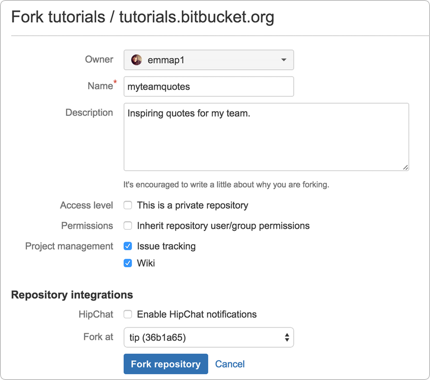 Fork tutorials / tutorials.bitbucket.org
Owner emmap1
Name* myteamquotes
Description Inspiring quotes for my team.
It's encouraged to write a little about why you are forking.
Access level This is a private repository
Permissions Inherit repository user/group permissions
Project management Issue tracking
Wiki
Repository integrations
HipChat Enable HipChat notifications
Fork at tip (36b1a65)
Fork repository Cancel